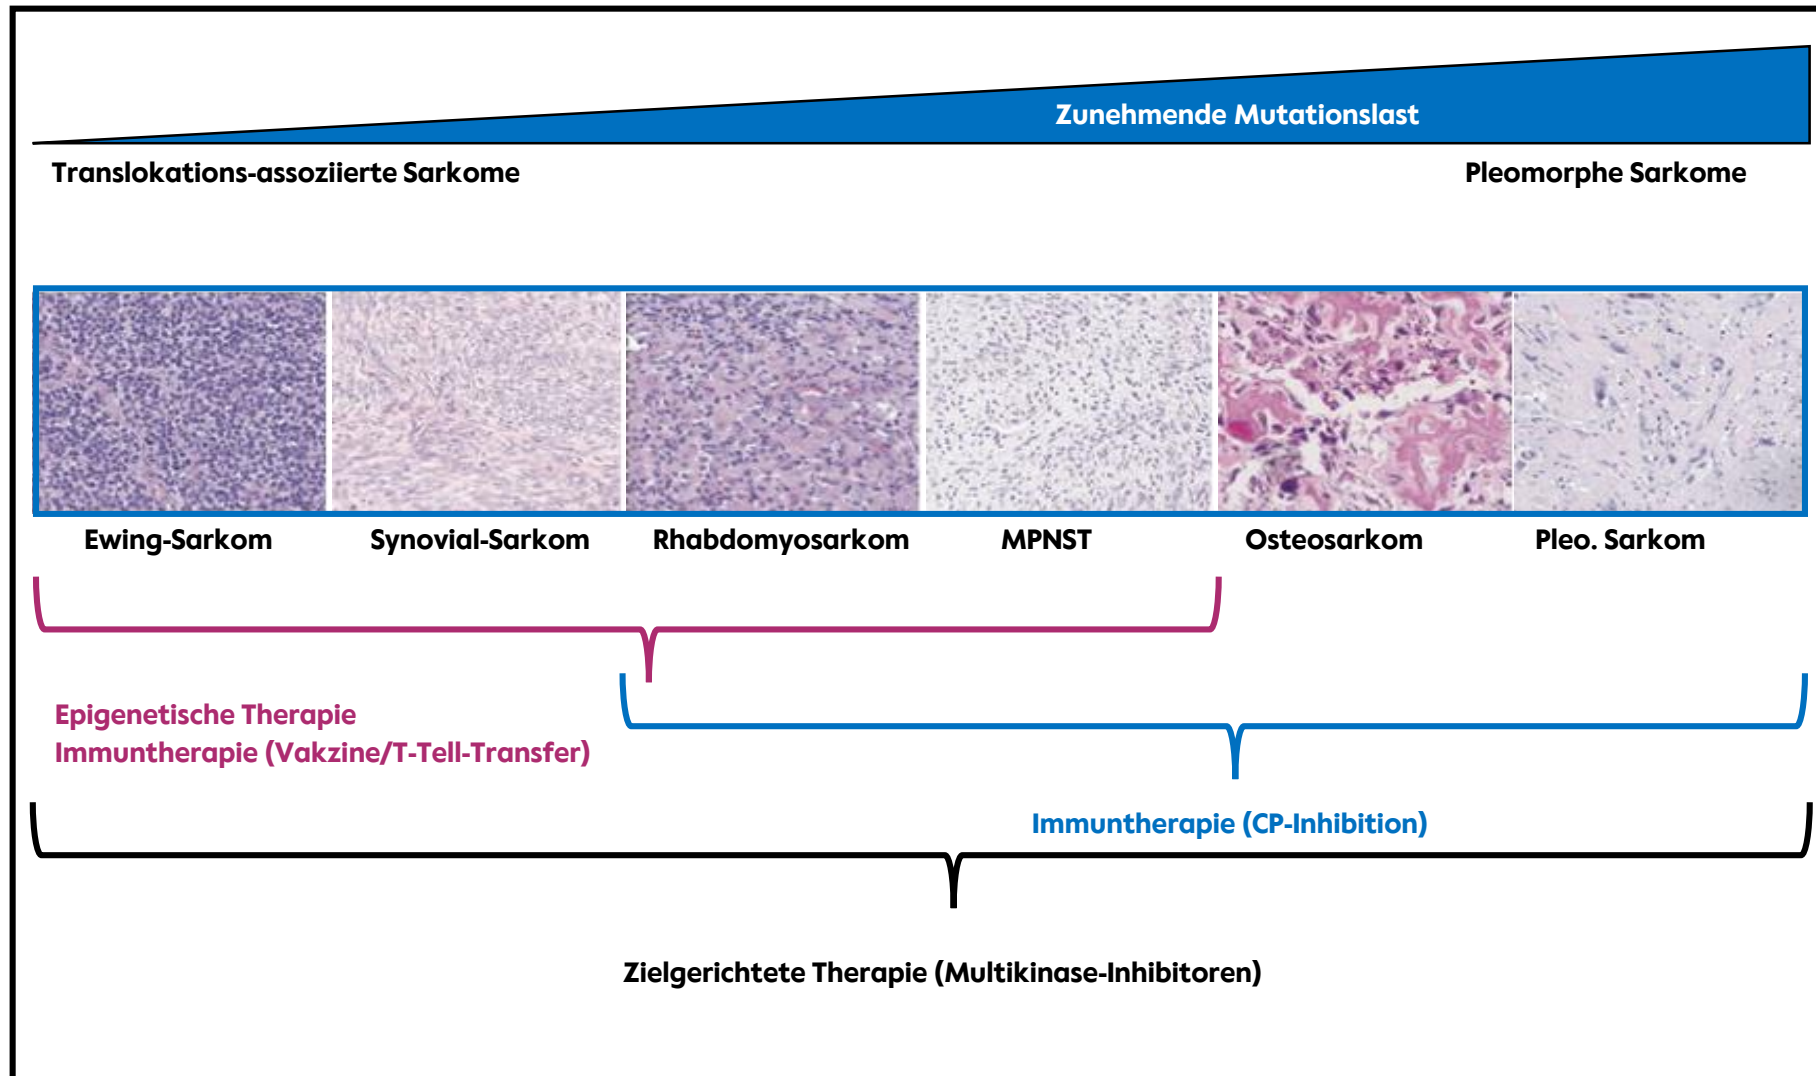 Zunehmende Mutationslast
Translokations-assoziierte Sarkome
Pleomorphe Sarkome
Ewing-Sarkom
Synovial-Sarkom
Rhabdomyosarkom
MPNST
Osteosarkom
Pleo. Sarkom
Epigenetische Therapie
Immuntherapie (Vakzine/T-Tell-Transfer)
Immuntherapie (CP-Inhibition)
Zielgerichtete Therapie (Multikinase-Inhibitoren)